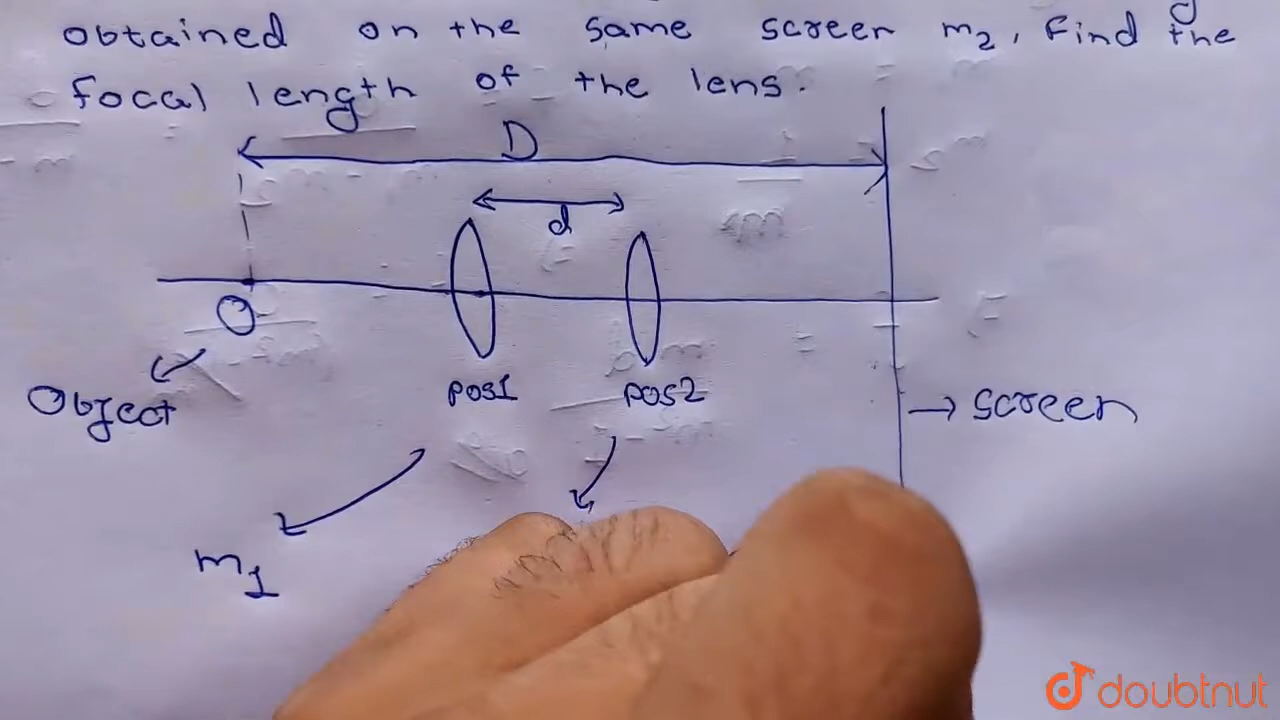 obtained on the same screen m2, Find the
focal length of the lens.
D
d
O
Object
pos1
pos2
→ screen
m1
doubtnut